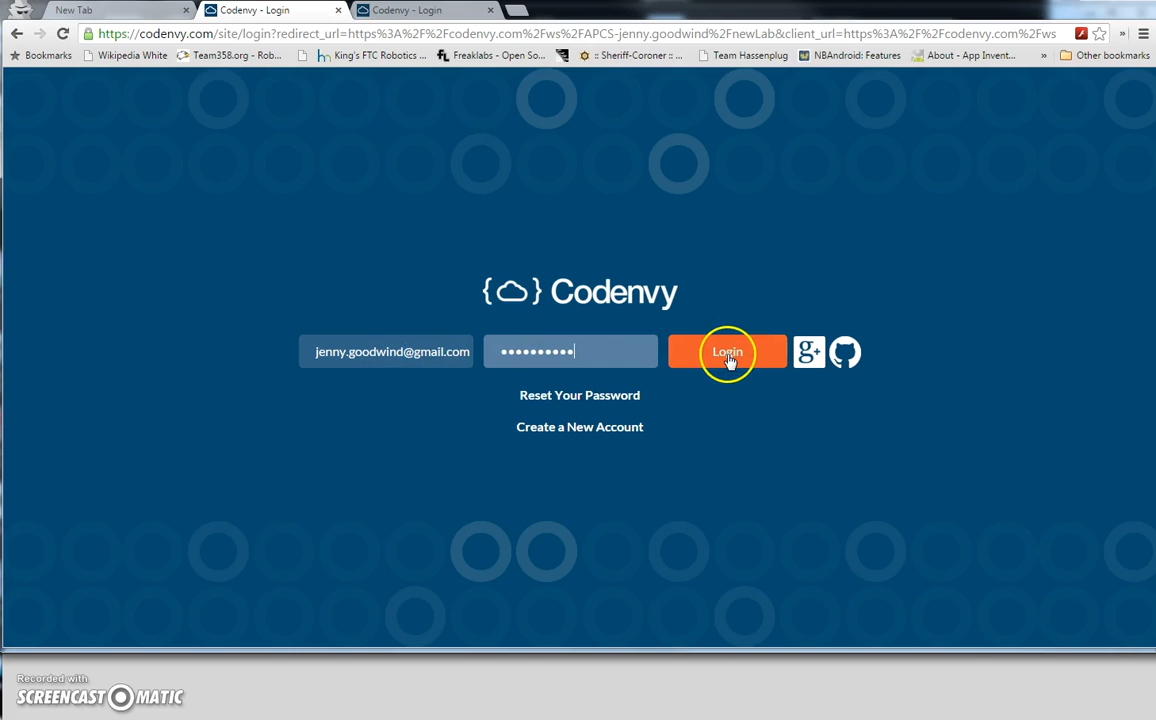 New Tab
Codenvy - Login
Codenvy - Login
https://codenvy.com/site/login?redirect_url=https%3A%2F%2Fcodenvy.com%2Fws%2FAPCS-jenny.goodwind%2FnewLab&client_url=https%3A%2F%2Fcodenvy.com%2Fws
Bookmarks
Wikipedia White
Team358.org - Rob...
King's FTC Robotics ...
Freaklabs - Open So...
:: Sheriff-Coroner :: ...
Team Hassenplug
NBAndroid: Features
About - App Invent...
»
Other bookmarks
{ } Codenvy
jenny.goodwind@gmail.com
••••••••••
Login
g+
Reset Your Password
Create a New Account
Recorded with
SCREENCAST O MATIC